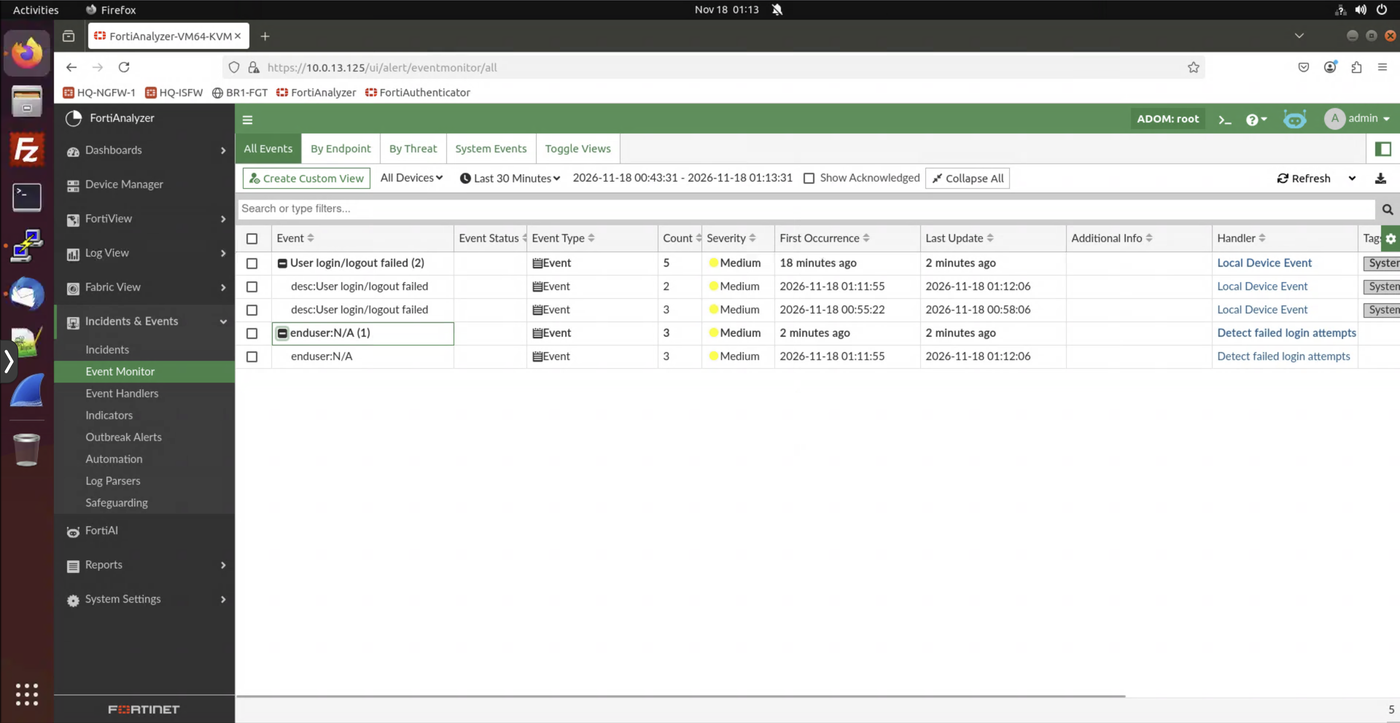 Activities Firefox Nov 18 01:13
FortiAnalyzer-VM64-KVM
https://10.0.13.125/ui/alert/eventmonitor/all
HQ-NGFW-1 HQ-ISFW BR1-FGT FortiAnalyzer FortiAuthenticator
FortiAnalyzer
ADOM: root >_ A admin
Dashboards
Device Manager
FortiView
Log View
Fabric View
Incidents & Events
Incidents
Event Monitor
Event Handlers
Indicators
Outbreak Alerts
Automation
Log Parsers
Safeguarding
FortiAI
Reports
System Settings
FORTINET
All Events By Endpoint By Threat System Events Toggle Views
Create Custom View All Devices Last 30 Minutes 2026-11-18 00:43:31 - 2026-11-18 01:13:31 Show Acknowledged Collapse All Refresh
Search or type filters...
Event Event Status Event Type Count Severity First Occurrence Last Update Additional Info Handler Tags
User login/logout failed (2) Event 5 Medium 18 minutes ago 2 minutes ago Local Device Event System
desc:User login/logout failed Event 2 Medium 2026-11-18 01:11:55 2026-11-18 01:12:06 Local Device Event System
desc:User login/logout failed Event 3 Medium 2026-11-18 00:55:22 2026-11-18 00:58:06 Local Device Event System
enduser:N/A (1) Event 3 Medium 2 minutes ago 2 minutes ago Detect failed login attempts
enduser:N/A Event 3 Medium 2026-11-18 01:11:55 2026-11-18 01:12:06 Detect failed login attempts
5